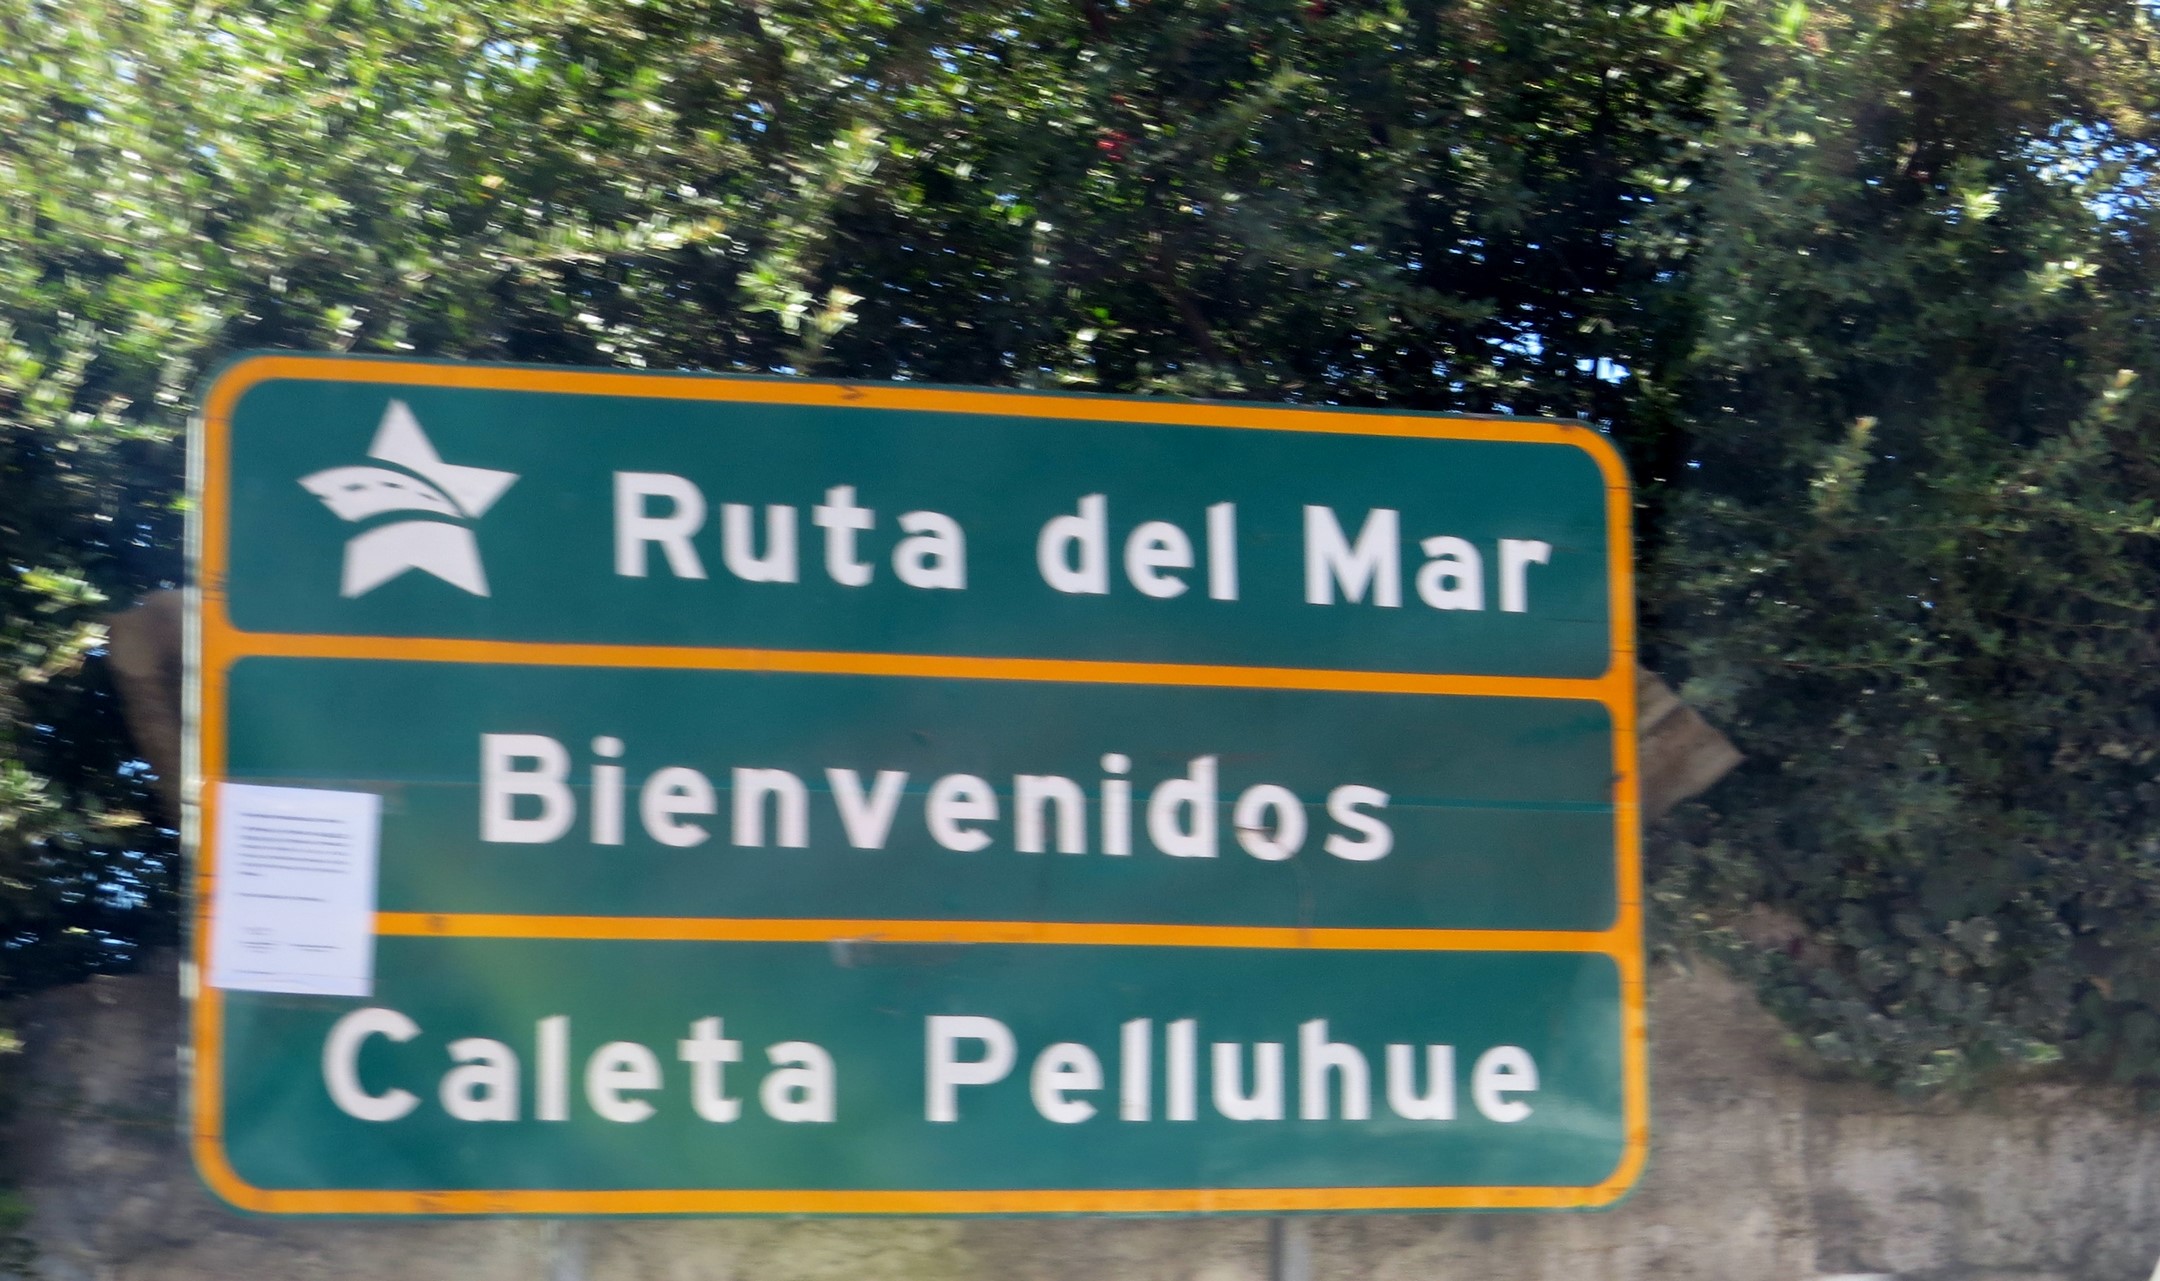 Ruta del Mar
Bienvenidos
Caleta Pelluhue